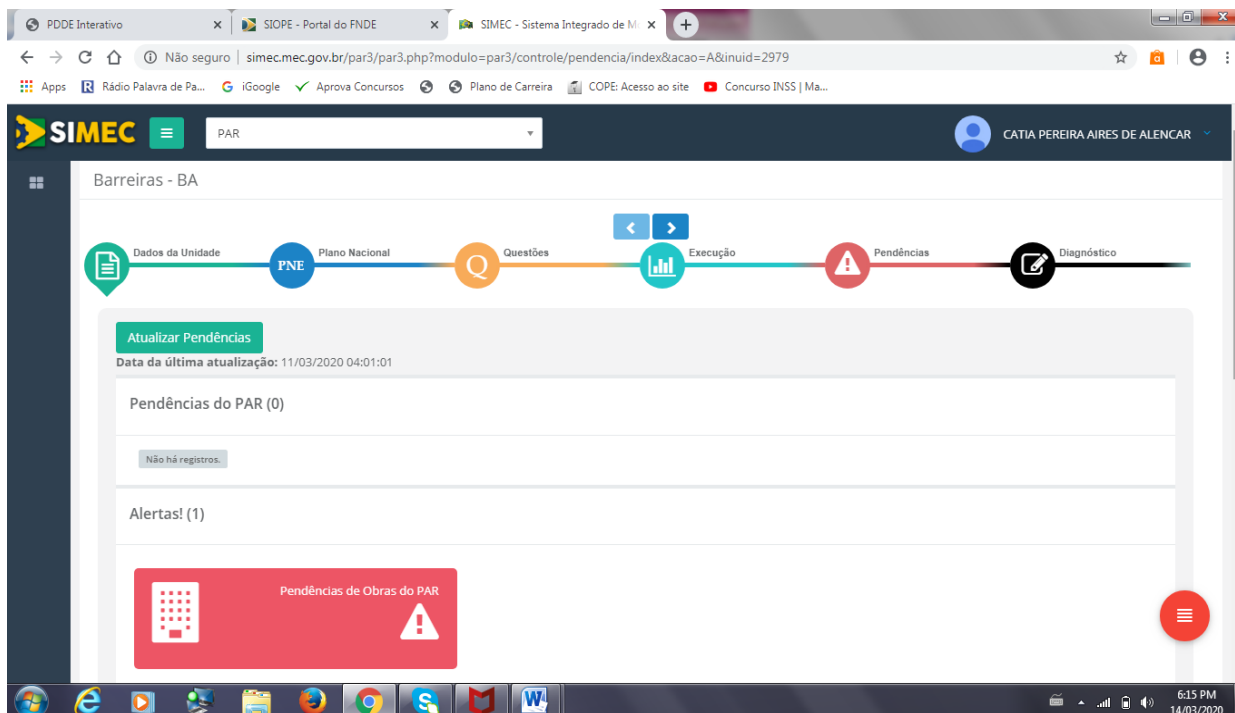 PDDE Interativo
SIOPE - Portal do FNDE
SIMEC - Sistema Integrado de M
Não seguro | simec.mec.gov.br/par3/par3.php?modulo=par3/controle/pendencia/index&acao=A&inuid=2979
Apps Rádio Palavra de Pa... iGoogle Aprova Concursos Plano de Carreira COPE: Acesso ao site Concurso INSS | Ma...
SIMEC PAR CATIA PEREIRA AIRES DE ALENCAR
Barreiras - BA
Dados da Unidade PNE Plano Nacional Q Questões Execução Pendências Diagnóstico
Atualizar Pendências
Data da última atualização: 11/03/2020 04:01:01
Pendências do PAR (0)
Não há registros.
Alertas! (1)
Pendências de Obras do PAR
6:15 PM
14/03/2020